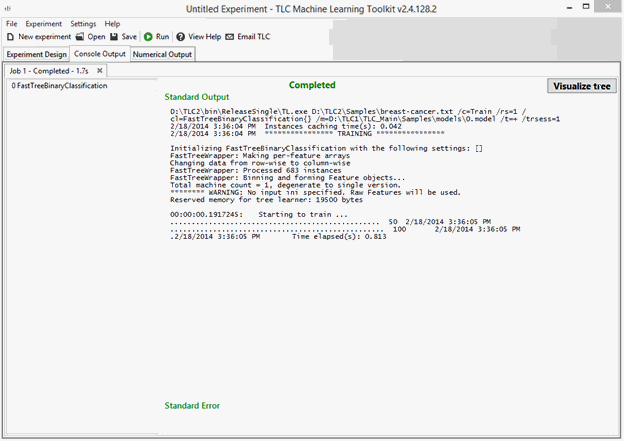 Untitled Experiment - TLC Machine Learning Toolkit v2.4.128.2
File Experiment Settings Help
New experiment Open Save Run View Help Email TLC
Experiment Design Console Output Numerical Output
Job 1 - Completed - 1.7s
0 FastTreeBinaryClassification
Completed
Visualize tree
Standard Output
D:\TLC2\bin\ReleaseSingle\TL.exe D:\TLC2\Samples\breast-cancer.txt /c=Train /rs=1 /
cl=FastTreeBinaryClassification{} /m=D:\TLC1\TLC_Main\Samples\models\0.model /t=+ /trsess=1
2/18/2014 3:36:04 PM Instances caching time(s): 0.042
2/18/2014 3:36:04 PM **************** TRAINING ****************
Initializing FastTreeBinaryClassification with the following settings: []
FastTreeWrapper: Making per-feature arrays
Changing data from row-wise to column-wise
FastTreeWrapper: Processed 683 instances
FastTreeWrapper: Binning and forming Feature objects...
Total machine count = 1, degenerate to single version.
******** WARNING: No input ini specified. Raw Features will be used.
Reserved memory for tree learner: 19500 bytes
00:00:00.1917245: Starting to train ...
.................................................. 50 2/18/2014 3:36:05 PM
.................................................. 100 2/18/2014 3:36:05 PM
.2/18/2014 3:36:05 PM Time elapsed(s): 0.813
Standard Error